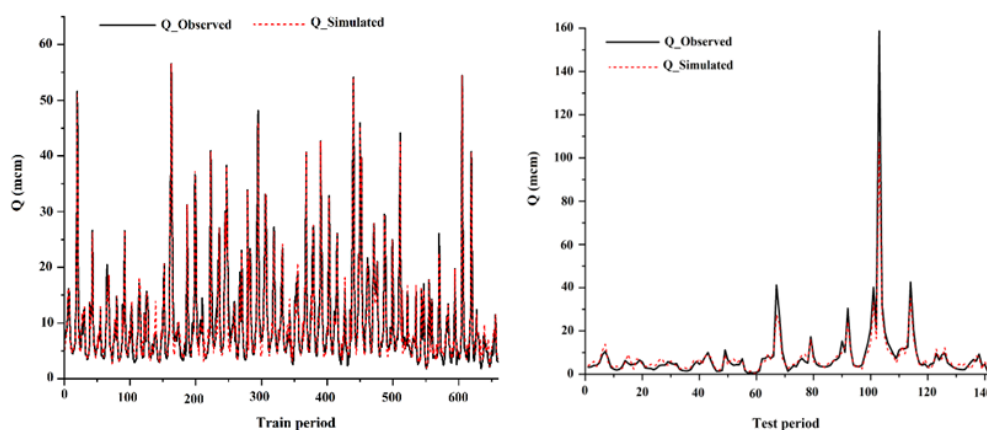 Q_Observed Q_Simulated
60
50
40
30
20
10
0
Q (mcm)
0 100 200 300 400 500 600
Train period
160
140
120
100
80
60
40
20
0
Q (mcm)
Q_Observed
Q_Simulated
0 20 40 60 80 100 120 140
Test period